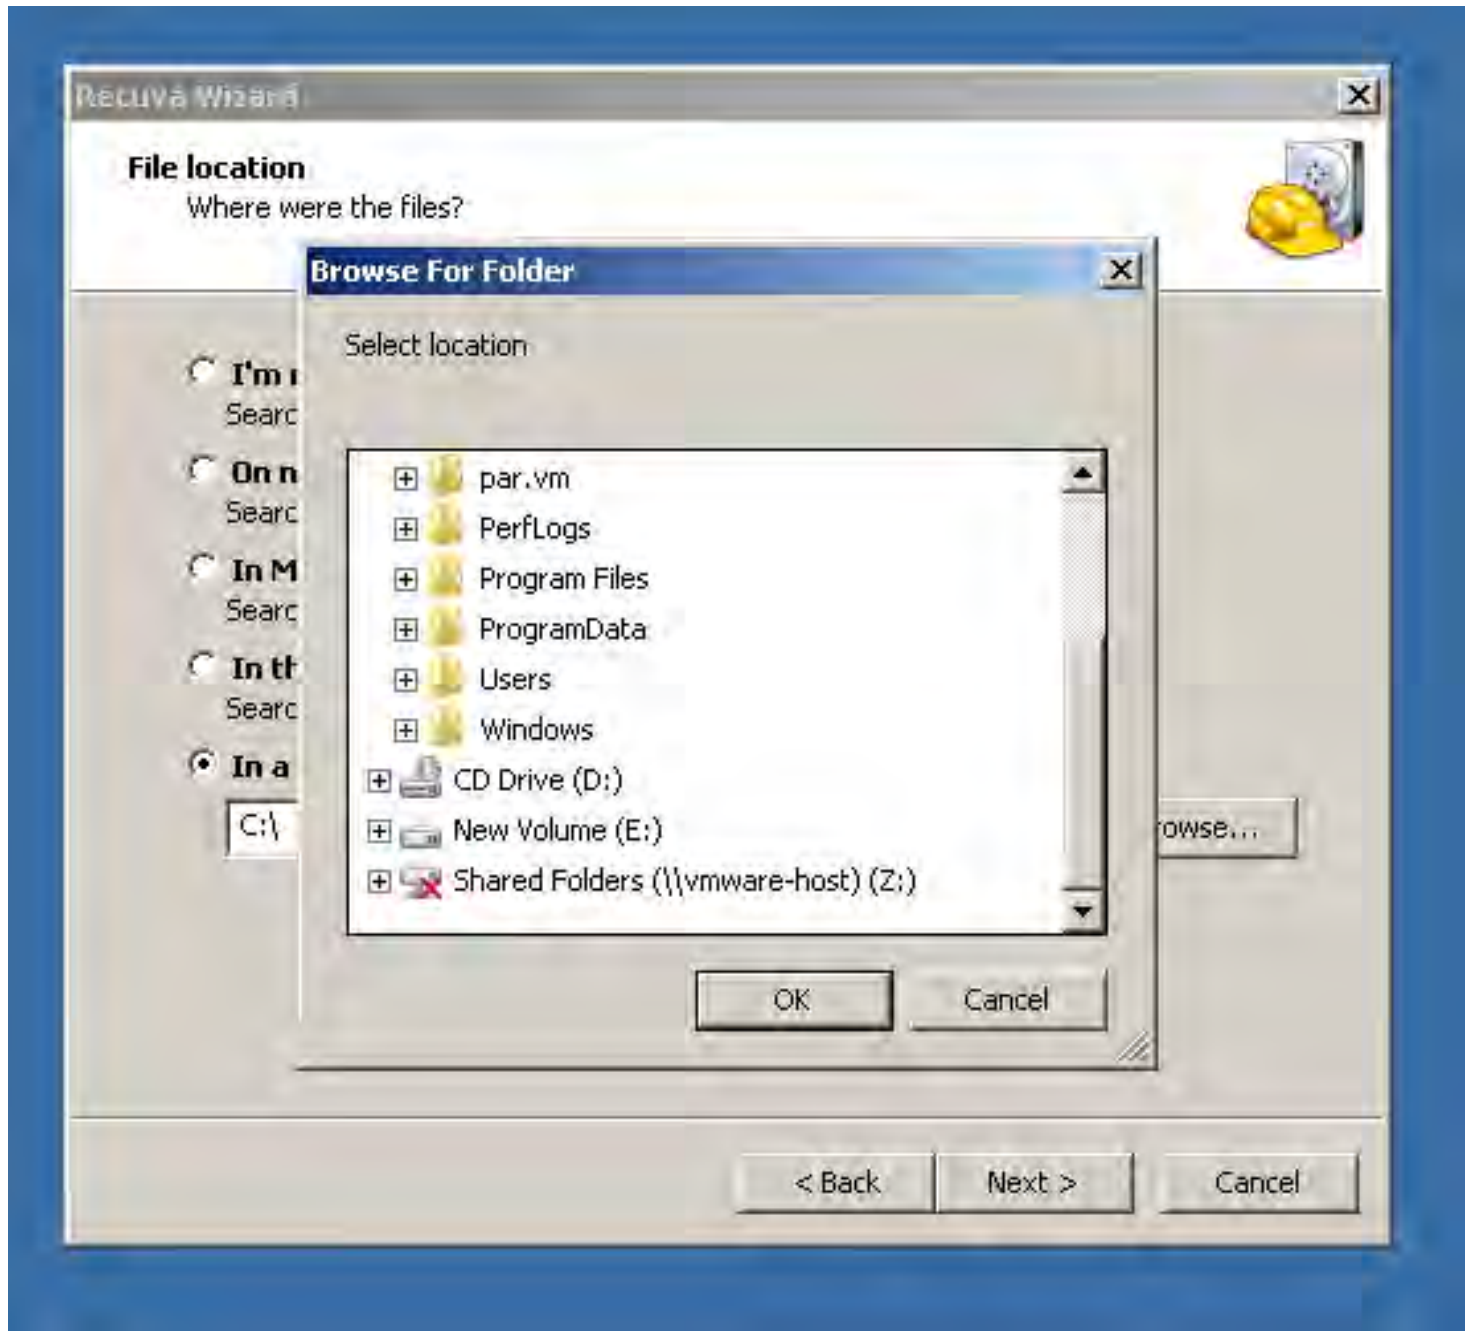 Recuva Wizard
File location
Where were the files?
Browse For Folder
Select location
I'm
Searc
On n
Searc
In M
Searc
In th
Searc
In a
C:\
par.vm
PerfLogs
Program Files
ProgramData
Users
Windows
CD Drive (D:)
New Volume (E:)
Shared Folders (\\vmware-host) (Z:)
owse...
OK Cancel
< Back Next > Cancel